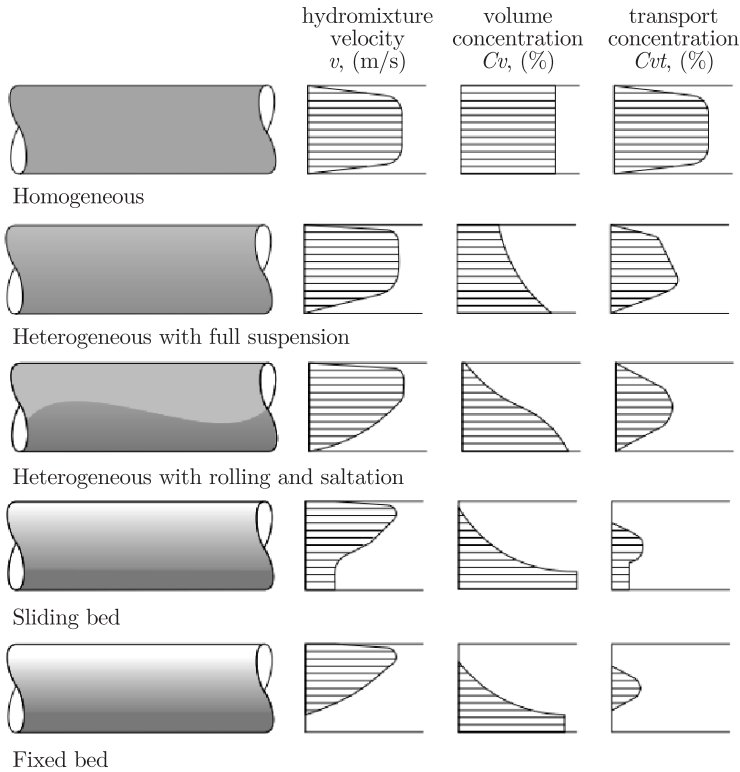 hydromixture
velocity
v, (m/s)
volume
concentration
Cv, (%)
transport
concentration
Cvt, (%)
Homogeneous
Heterogeneous with full suspension
Heterogeneous with rolling and saltation
Sliding bed
Fixed bed